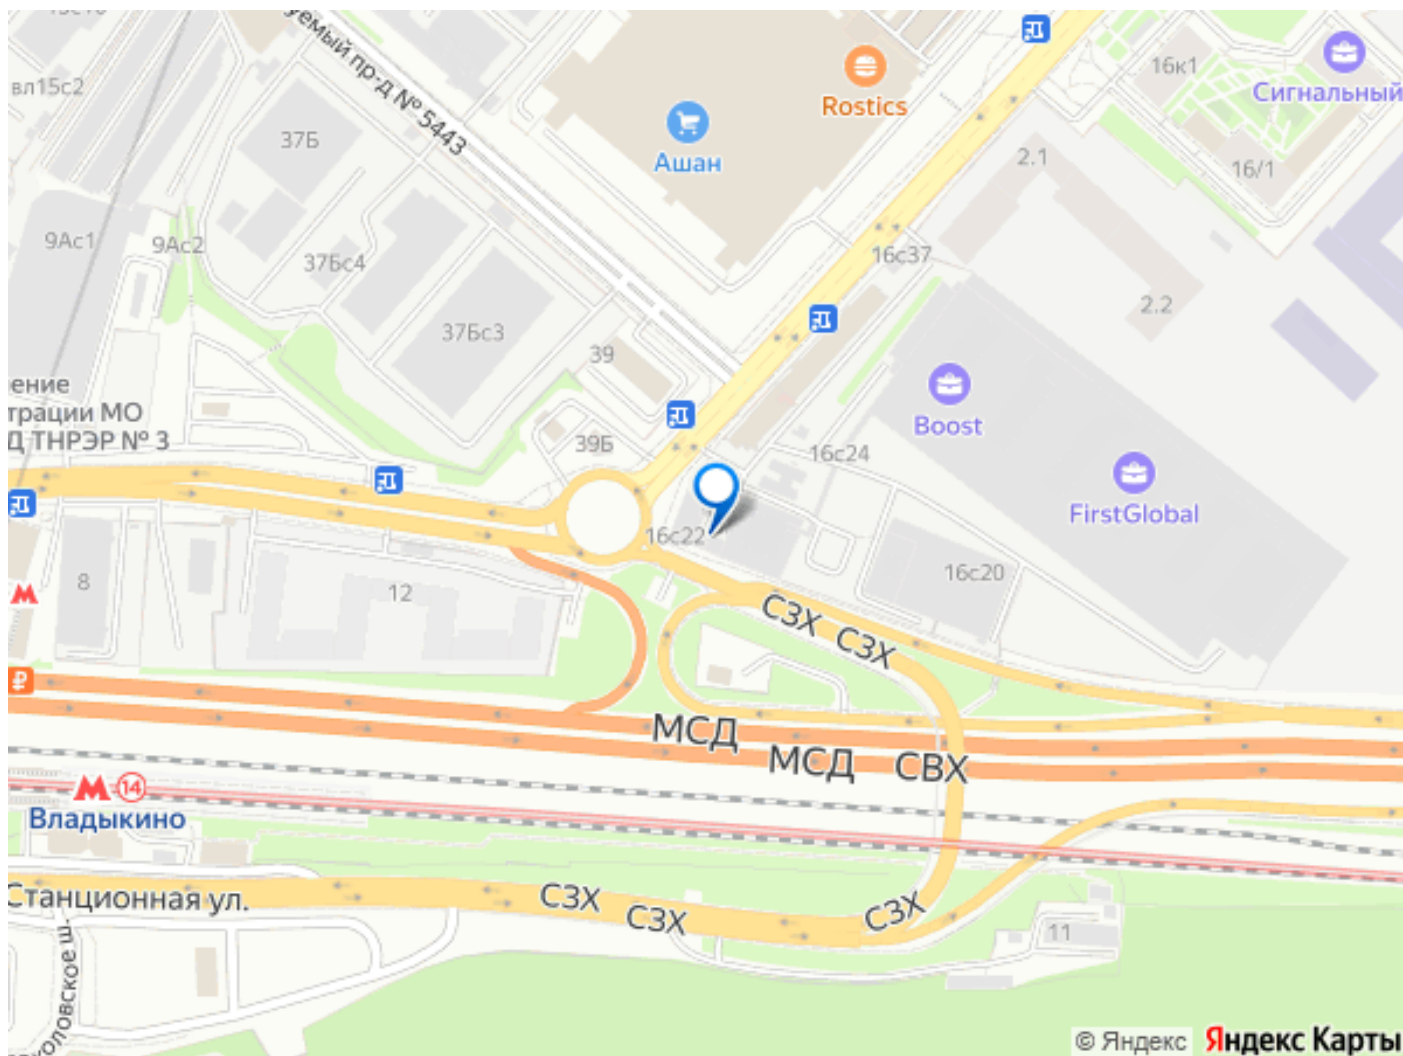 уемый пр-д № 5443
вл15с2
37Б
Rostics
Ашан
16к1
Сигнальный
2.1
16/1
9Ас1
9Ас2
37Бс4
16с37
37Бс3
2.2
39
ение
трации МО
Д ТНРЭР № 3
Boost
39Б
16с24
FirstGlobal
16с22
16с20
8
12
СЗХ СЗХ
₽
МСД
МСД
СВХ
14
Владыкино
Станционная ул.
СЗХ
СЗХ
СЗХ
11
© Яндекс Яндекс Карты